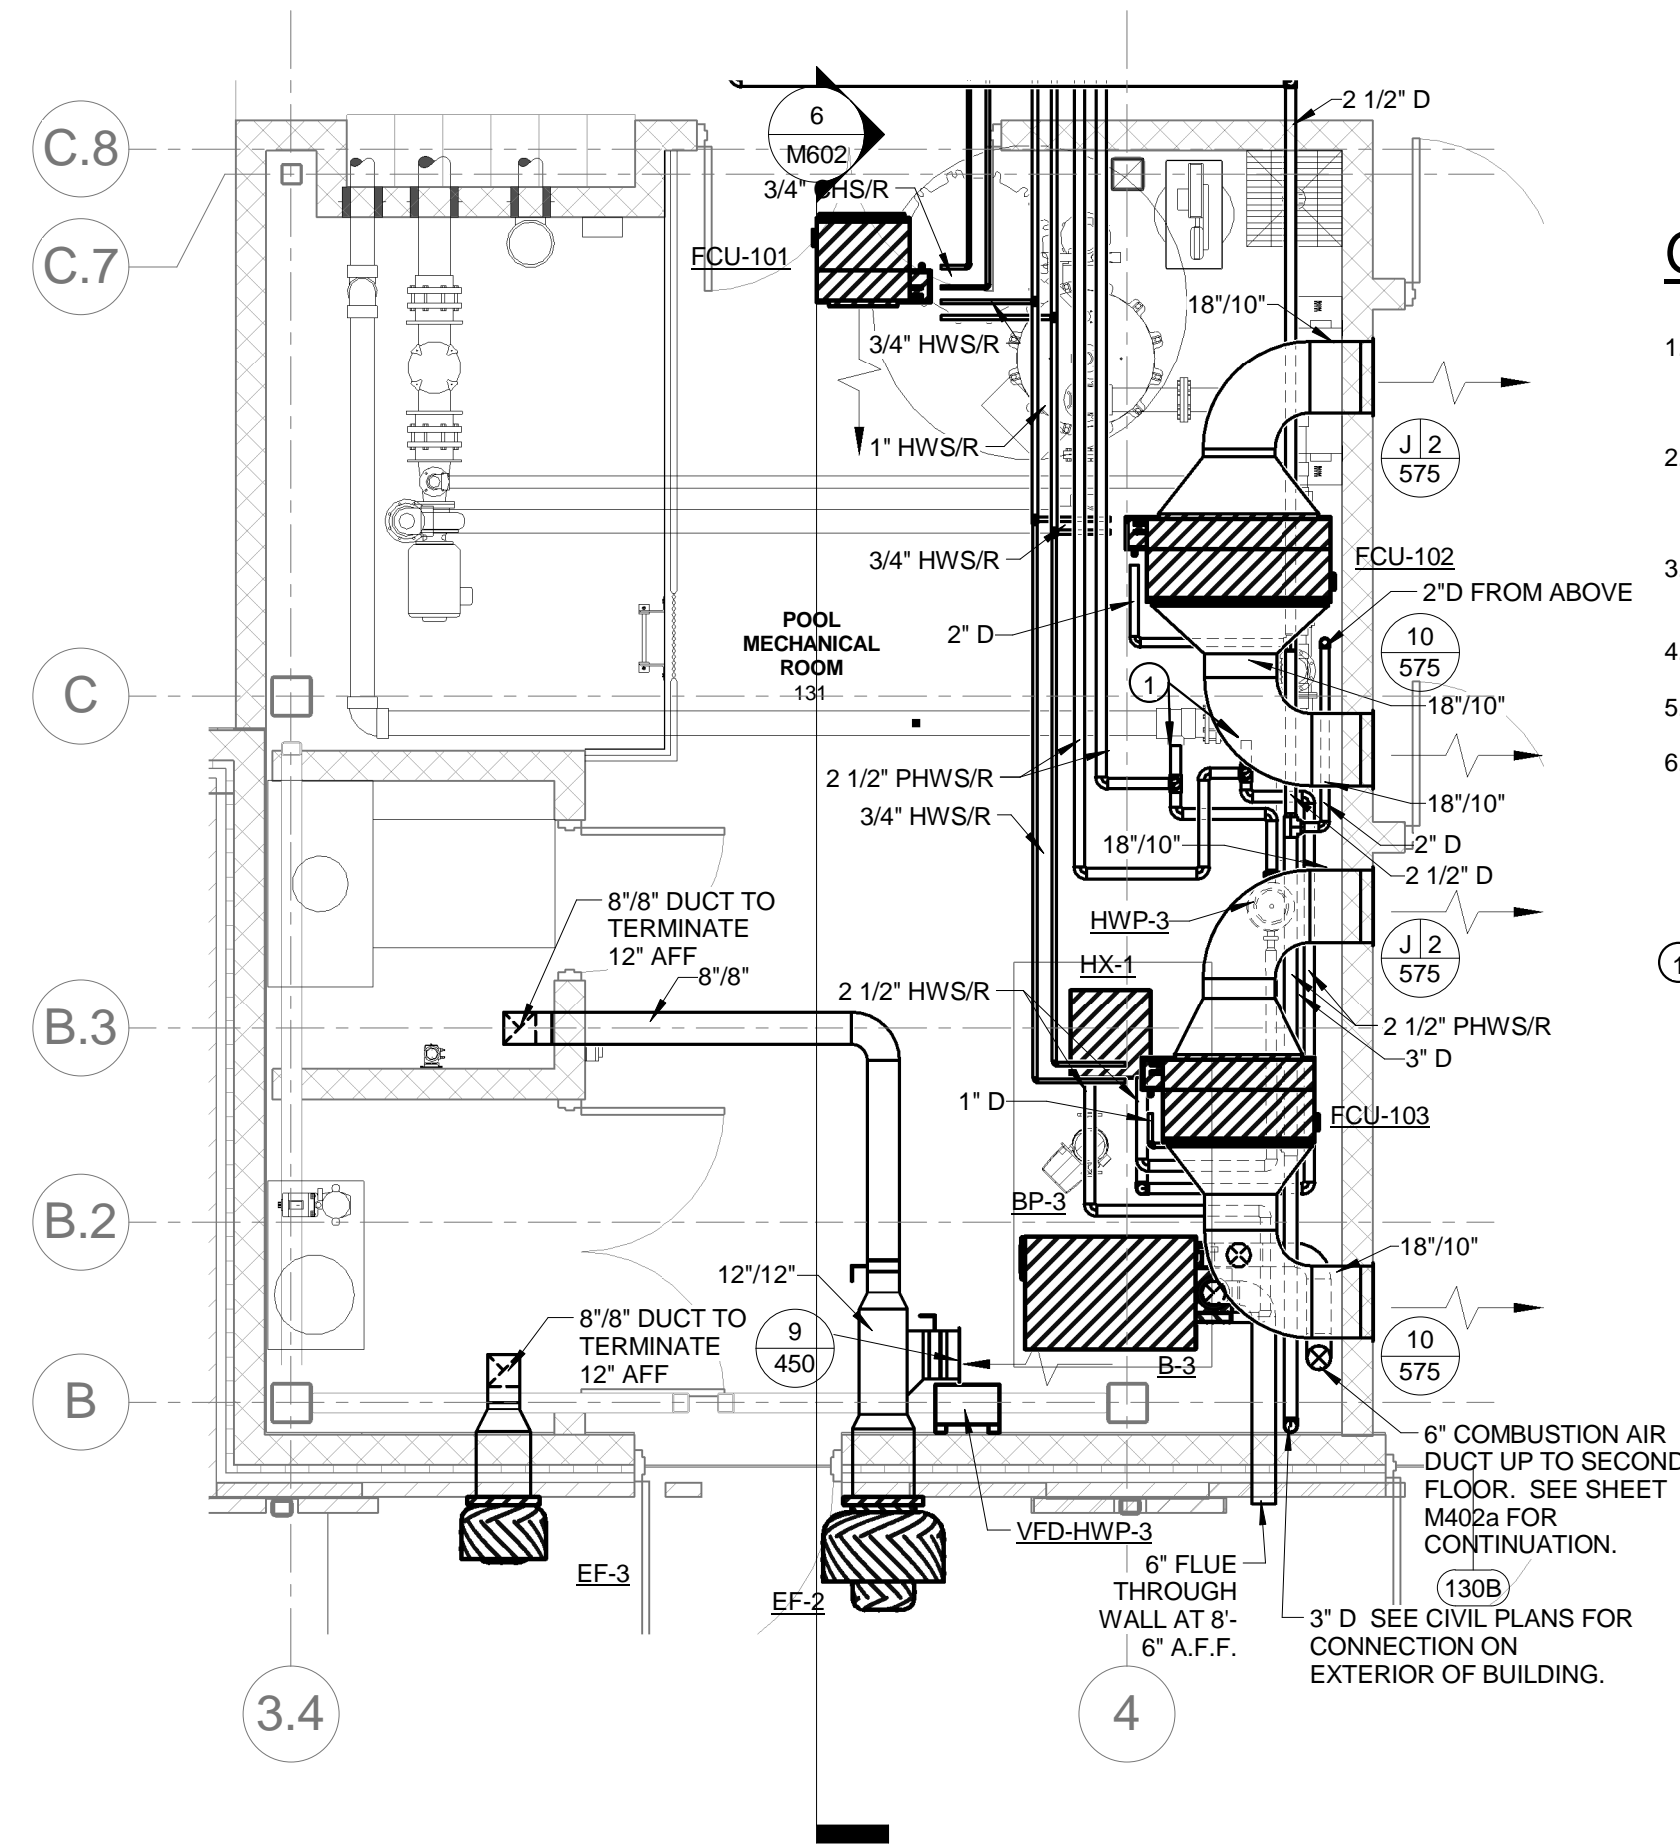 2 1/2" D
6
M602
C.8
3/4" CHS/R
C.7
FCU-101
18"/10"
3/4" HWS/R
1
1" HWS/R
J 2
575
2
3/4" HWS/R
FCU-102
3
2"D FROM ABOVE
POOL
MECHANICAL
ROOM
131
2" D
10
575
4
C
1
18"/10"
5
2 1/2" PHWS/R
6
18"/10"
3/4" HWS/R
18"/10"
2" D
2 1/2" D
8"/8" DUCT TO
TERMINATE
12" AFF
HWP-3
J 2
575
1
8"/8"
HX-1
2 1/2" HWS/R
B.3
2 1/2" PHWS/R
3" D
1" D
FCU-103
B.2
BP-3
18"/10"
12"/12"
8"/8" DUCT TO
TERMINATE
12" AFF
9
450
B-3
10
575
B
6" COMBUSTION AIR
DUCT UP TO SECOND
FLOOR. SEE SHEET
M402a FOR
CONTINUATION.
VFD-HWP-3
EF-3
EF-2
6" FLUE
THROUGH
WALL AT 8'-
6" A.F.F.
130B
3" D SEE CIVIL PLANS FOR
CONNECTION ON
EXTERIOR OF BUILDING.
3.4
4